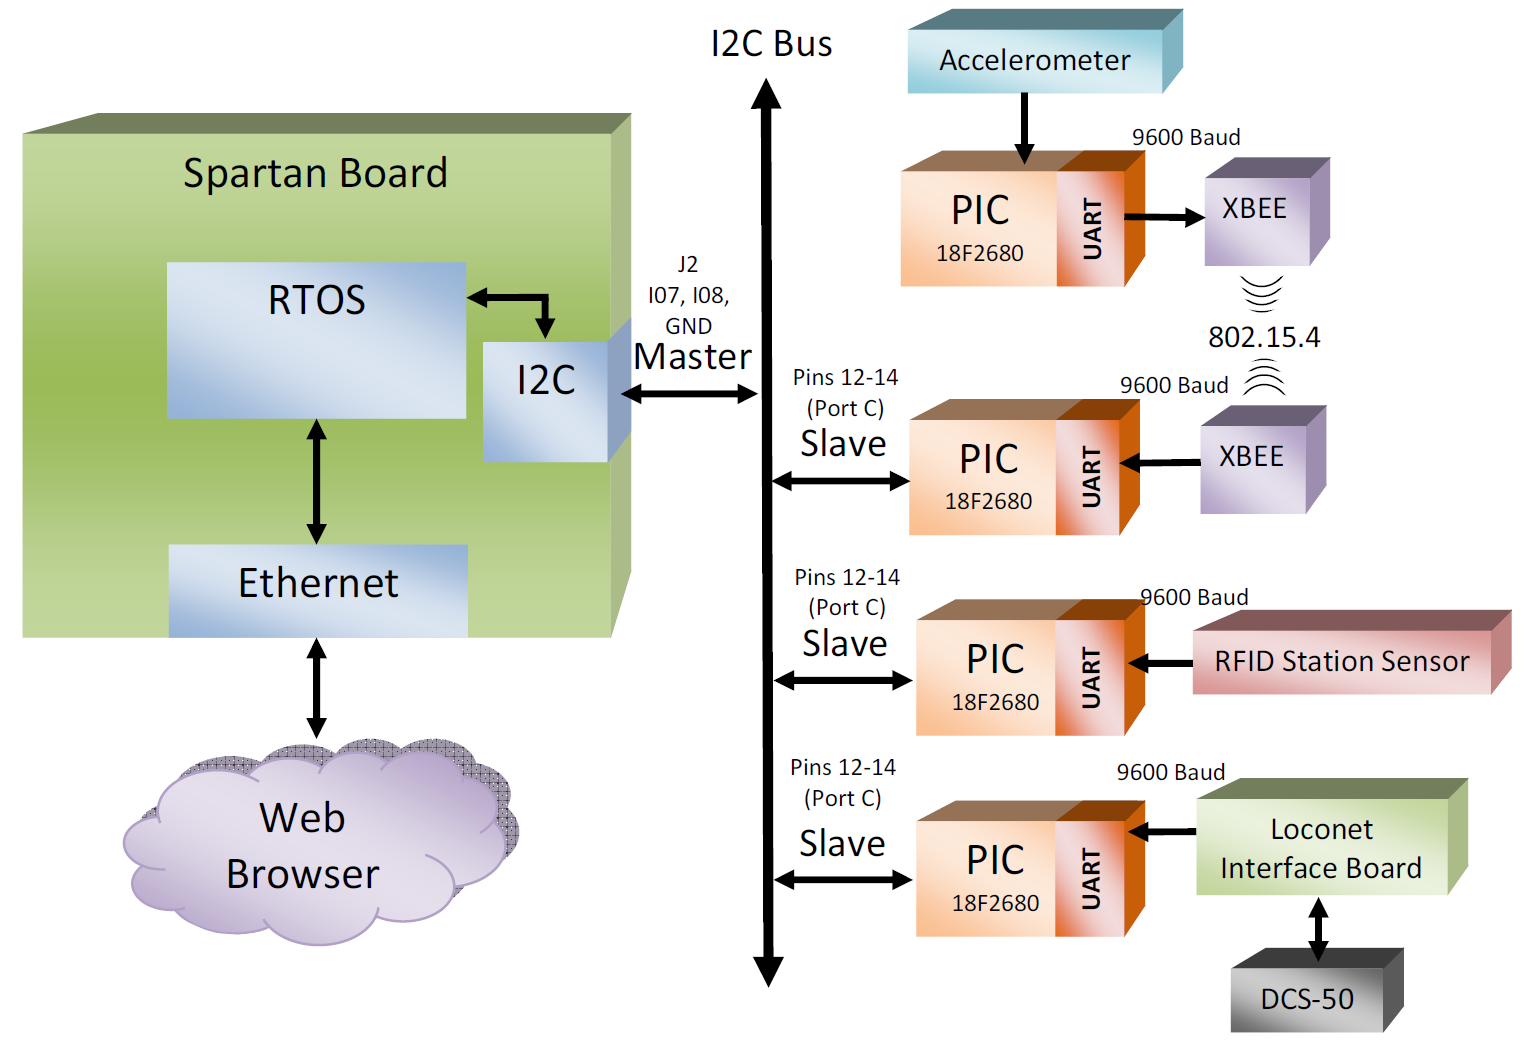 I2C Bus
Accelerometer
9600 Baud
Spartan Board
PIC
18F2680
UART
XBEE
RTOS
J2
I07, I08,
GND
Master
I2C
802.15.4
Pins 12-14
(Port C)
Slave
9600 Baud
PIC
18F2680
UART
XBEE
Ethernet
Pins 12-14
(Port C)
Slave
9600 Baud
PIC
18F2680
UART
RFID Station Sensor
Web
Browser
Pins 12-14
(Port C)
Slave
9600 Baud
PIC
18F2680
UART
Loconet
Interface Board
DCS-50